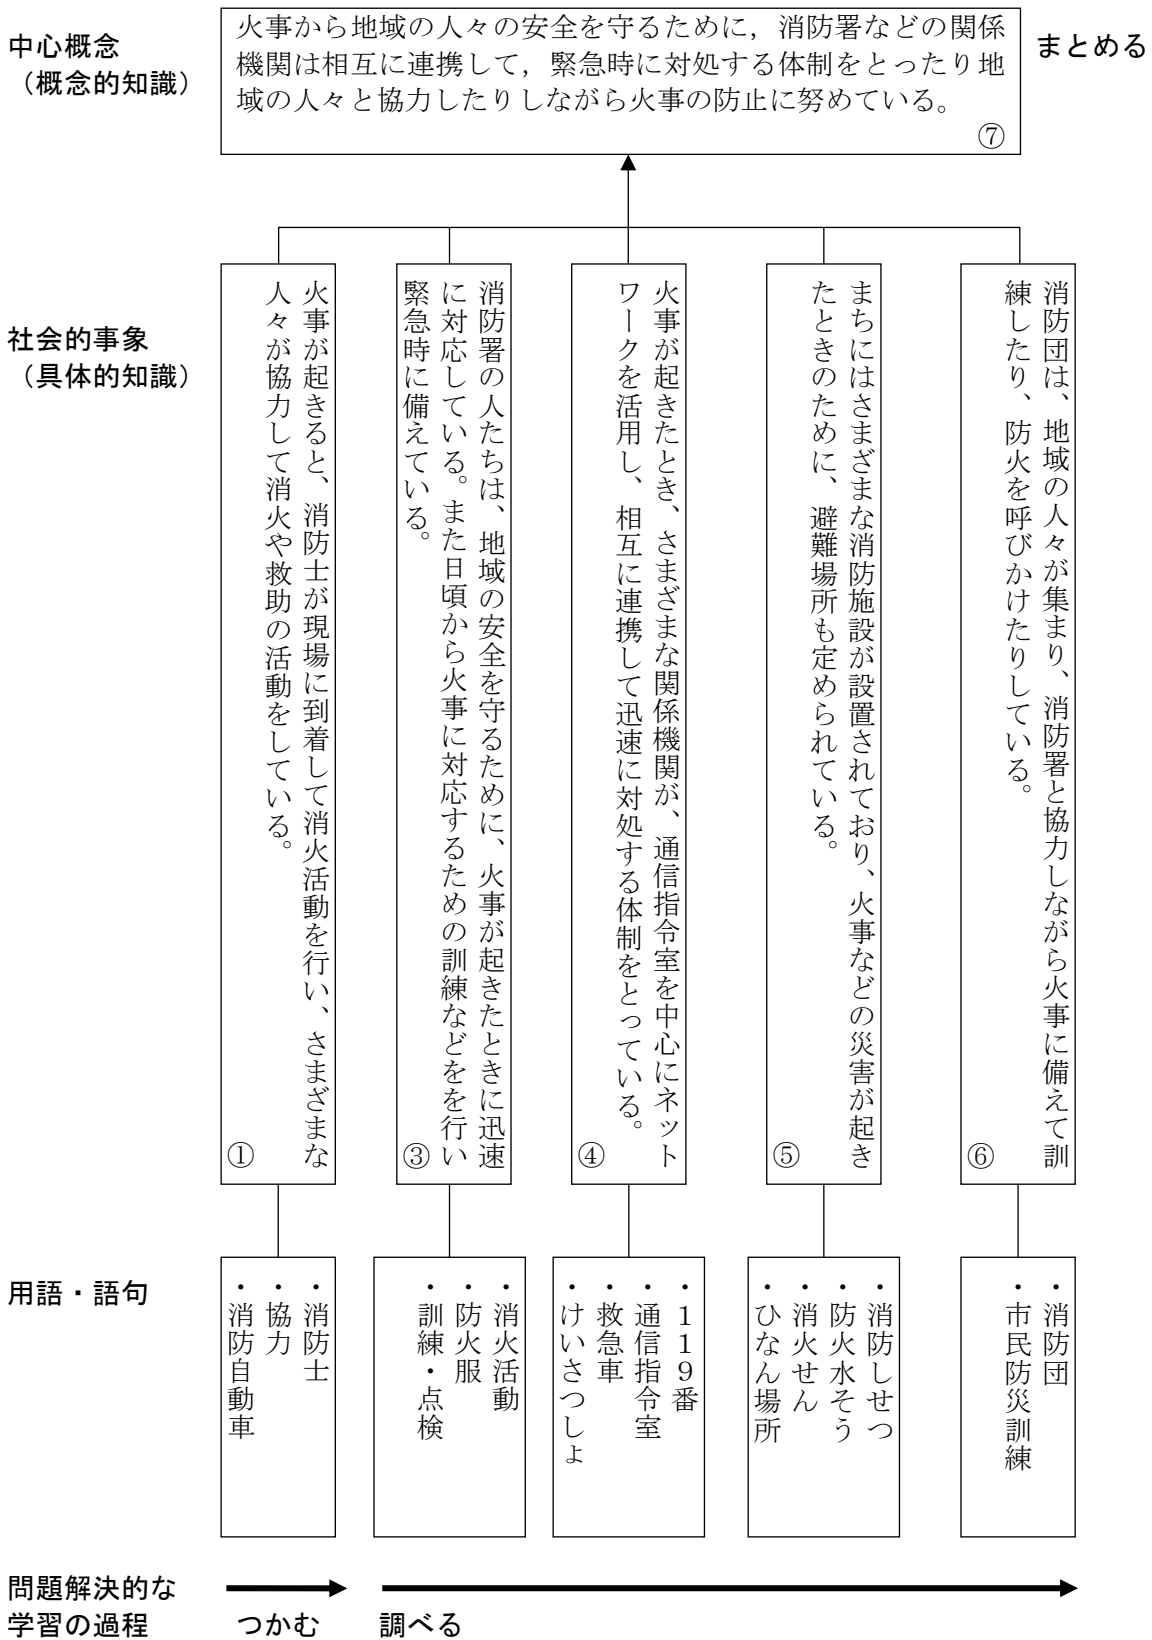 中心概念
（概念的知識）
火事から地域の人々の安全を守るために，消防署などの関係
機関は相互に連携して，緊急時に対処する体制をとったり地
域の人々と協力したりしながら火事の防止に努めている。
⑦
まとめる
社会的事象
（具体的知識）
火事が起きると、消防士が現場に到着して消火活動を行い、さまざまな
人々が協力して消火や救助の活動をしている。
①
消防署の人たちは、地域の安全を守るために、火事が起きたときに迅速
に対応している。また日頃から火事に対応するための訓練などをを行い
緊急時に備えている。
③
火事が起きたとき、さまざまな関係機関が、通信指令室を中心にネット
ワークを活用し、相互に連携して迅速に対処する体制をとっている。
④
まちにはさまざまな消防施設が設置されており、火事などの災害が起き
たときのために、避難場所も定められている。
⑤
消防団は、地域の人々が集まり、消防署と協力しながら火事に備えて訓
練したり、防火を呼びかけたりしている。
⑥
用語・語句
・消防士
・協力
・消防自動車
・消火活動
・防火服
・訓練・点検
・119番
・通信指令室
・救急車
・けいさつしょ
・消防しせつ
・防火水そう
・消火せん
・ひなん場所
・消防団
・市民防災訓練
問題解決的な
学習の過程
つかむ
調べる